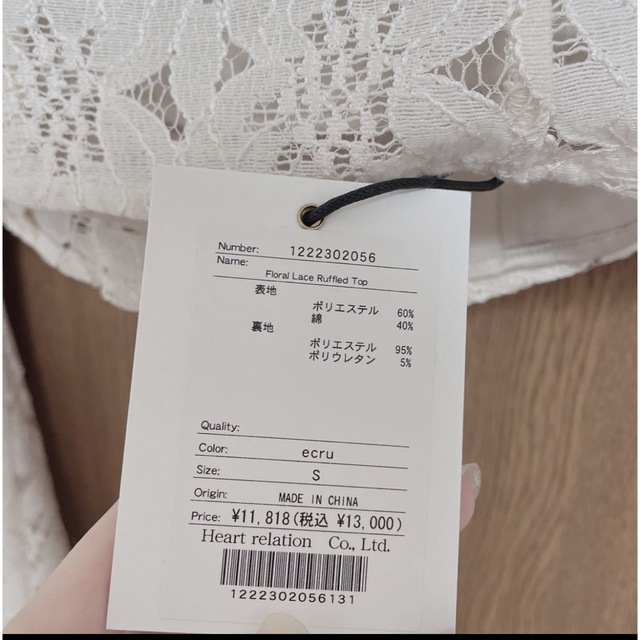 Number: 1222302056
Name:
Floral Lace Ruffled Top
表地
ポリエステル 60%
綿 40%
裏地
ポリエステル 95%
ポリウレタン 5%
Quality:
Color: ecru
Size: S
Origin: MADE IN CHINA
Price: ¥11,818(税込 ¥13,000)
Heart relation Co., Ltd.
1222302056131